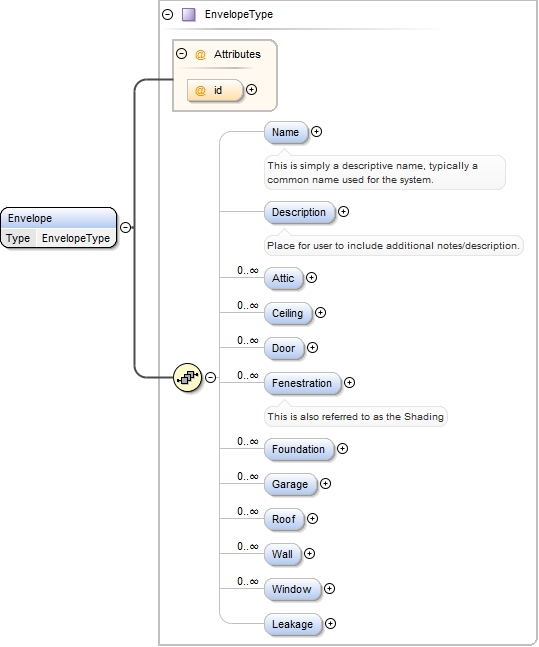 EnvelopeType
@ Attributes
@ id
Name
This is simply a descriptive name, typically a
common name used for the system.
Envelope
Type EnvelopeType
Description
Place for user to include additional notes/description.
0..∞ Attic
0..∞ Ceiling
0..∞ Door
0..∞ Fenestration
This is also referred to as the Shading
0..∞ Foundation
0..∞ Garage
0..∞ Roof
0..∞ Wall
0..∞ Window
Leakage